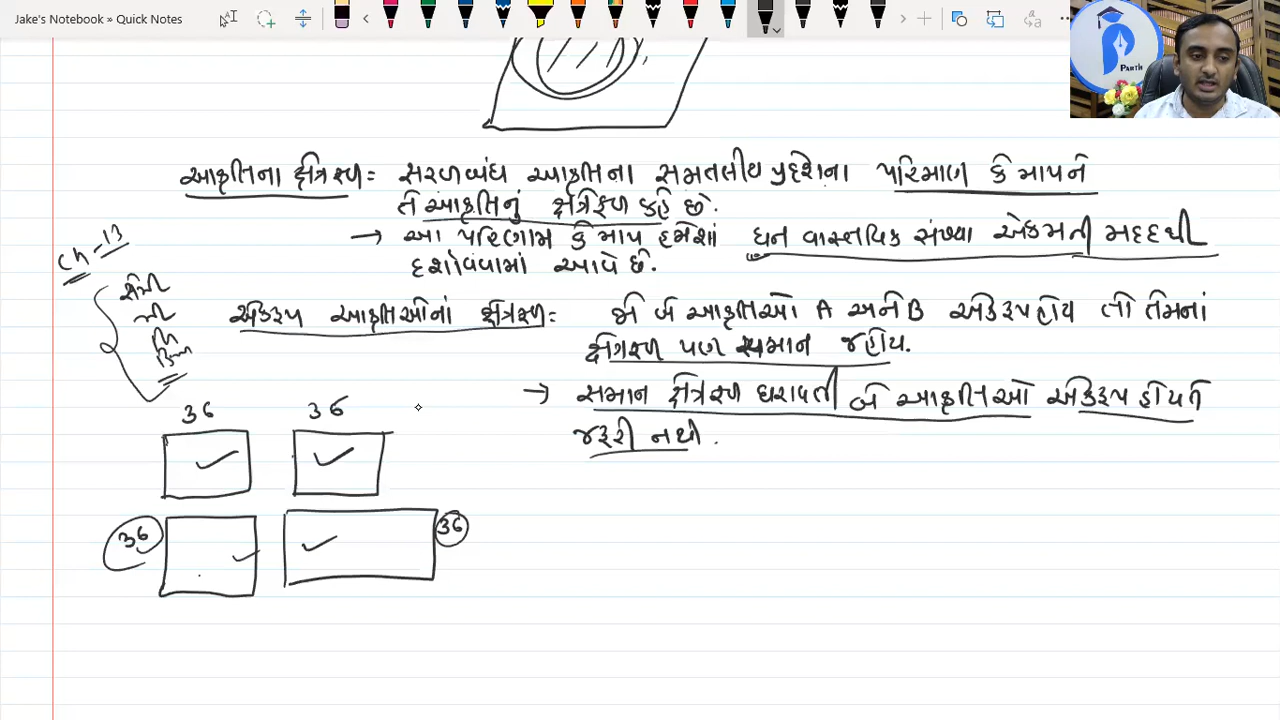 Jake's Notebook » Quick Notes
PARTH
આકૃતિના ક્ષેત્રફળ:
સરળબંધ આકૃતિના સમતલીય પ્રદેશના પરિમાણ કે માપને
તે આકૃતિનું ક્ષેત્રફળ કહે છે.
→ આ પરિણામ કે માપ હમેશાં ધન વાસ્તવિક સંખ્યા એકમની મદદથી
દર્શાવવામાં આવે છે.
Ch-13
એકરૂપ આકૃતિઓનાં ક્ષેત્રફળ:
જો બે આકૃતિઓ A અને B એકરૂપ હોય તો તેમનાં
ક્ષેત્રફળ પણ સમાન જ હોય.
→ સમાન ક્ષેત્રફળ ધરાવતી બે આકૃતિઓ એકરૂપ હોય તે
જરૂરી નથી.
36 36
36 36